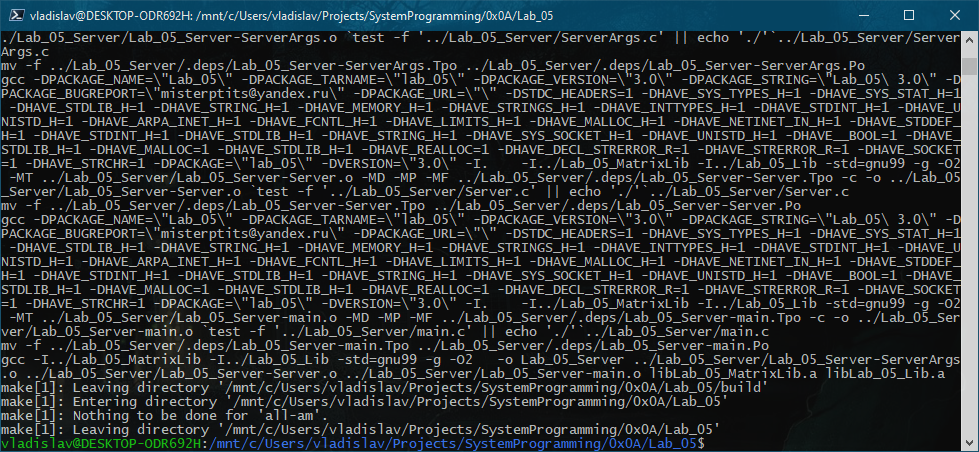 vladislav@DESKTOP-ODR692H: /mnt/c/Users/vladislav/Projects/SystemProgramming/0x0A/Lab_05
./Lab_05_Server/Lab_05_Server-ServerArgs.o `test -f '../Lab_05_Server/ServerArgs.c' || echo './'`../Lab_05_Server/Server
Args.c
mv -f ../Lab_05_Server/.deps/Lab_05_Server-ServerArgs.Tpo ../Lab_05_Server/.deps/Lab_05_Server-ServerArgs.Po
gcc -DPACKAGE_NAME=\"Lab_05\" -DPACKAGE_TARNAME=\"lab_05\" -DPACKAGE_VERSION=\"3.0\" -DPACKAGE_STRING=\"Lab_05\ 3.0\" -D
PACKAGE_BUGREPORT=\"misterptits@yandex.ru\" -DPACKAGE_URL=\"\" -DSTDC_HEADERS=1 -DHAVE_SYS_TYPES_H=1 -DHAVE_SYS_STAT_H=1
-DHAVE_STDLIB_H=1 -DHAVE_STRING_H=1 -DHAVE_MEMORY_H=1 -DHAVE_STRINGS_H=1 -DHAVE_INTTYPES_H=1 -DHAVE_STDINT_H=1 -DHAVE_U
NISTD_H=1 -DHAVE_ARPA_INET_H=1 -DHAVE_FCNTL_H=1 -DHAVE_LIMITS_H=1 -DHAVE_MALLOC_H=1 -DHAVE_NETINET_IN_H=1 -DHAVE_STDDEF_
H=1 -DHAVE_STDINT_H=1 -DHAVE_STDLIB_H=1 -DHAVE_STRING_H=1 -DHAVE_SYS_SOCKET_H=1 -DHAVE_UNISTD_H=1 -DHAVE__BOOL=1 -DHAVE_
STDLIB_H=1 -DHAVE_MALLOC=1 -DHAVE_STDLIB_H=1 -DHAVE_REALLOC=1 -DHAVE_DECL_STRERROR_R=1 -DHAVE_STRERROR_R=1 -DHAVE_SOCKET
=1 -DHAVE_STRCHR=1 -DPACKAGE=\"lab_05\" -DVERSION=\"3.0\" -I.    -I../Lab_05_MatrixLib -I../Lab_05_Lib -std=gnu99 -g -O2
-MT ../Lab_05_Server/Lab_05_Server-Server.o -MD -MP -MF ../Lab_05_Server/.deps/Lab_05_Server-Server.Tpo -c -o ../Lab_05
_Server/Lab_05_Server-Server.o `test -f '../Lab_05_Server/Server.c' || echo './'`../Lab_05_Server/Server.c
mv -f ../Lab_05_Server/.deps/Lab_05_Server-Server.Tpo ../Lab_05_Server/.deps/Lab_05_Server-Server.Po
gcc -DPACKAGE_NAME=\"Lab_05\" -DPACKAGE_TARNAME=\"lab_05\" -DPACKAGE_VERSION=\"3.0\" -DPACKAGE_STRING=\"Lab_05\ 3.0\" -D
PACKAGE_BUGREPORT=\"misterptits@yandex.ru\" -DPACKAGE_URL=\"\" -DSTDC_HEADERS=1 -DHAVE_SYS_TYPES_H=1 -DHAVE_SYS_STAT_H=1
-DHAVE_STDLIB_H=1 -DHAVE_STRING_H=1 -DHAVE_MEMORY_H=1 -DHAVE_STRINGS_H=1 -DHAVE_INTTYPES_H=1 -DHAVE_STDINT_H=1 -DHAVE_U
NISTD_H=1 -DHAVE_ARPA_INET_H=1 -DHAVE_FCNTL_H=1 -DHAVE_LIMITS_H=1 -DHAVE_MALLOC_H=1 -DHAVE_NETINET_IN_H=1 -DHAVE_STDDEF_
H=1 -DHAVE_STDINT_H=1 -DHAVE_STDLIB_H=1 -DHAVE_STRING_H=1 -DHAVE_SYS_SOCKET_H=1 -DHAVE_UNISTD_H=1 -DHAVE__BOOL=1 -DHAVE_
STDLIB_H=1 -DHAVE_MALLOC=1 -DHAVE_STDLIB_H=1 -DHAVE_REALLOC=1 -DHAVE_DECL_STRERROR_R=1 -DHAVE_STRERROR_R=1 -DHAVE_SOCKET
=1 -DHAVE_STRCHR=1 -DPACKAGE=\"lab_05\" -DVERSION=\"3.0\" -I.    -I../Lab_05_MatrixLib -I../Lab_05_Lib -std=gnu99 -g -O2
-MT ../Lab_05_Server/Lab_05_Server-main.o -MD -MP -MF ../Lab_05_Server/.deps/Lab_05_Server-main.Tpo -c -o ../Lab_05_Ser
ver/Lab_05_Server-main.o `test -f '../Lab_05_Server/main.c' || echo './'`../Lab_05_Server/main.c
mv -f ../Lab_05_Server/.deps/Lab_05_Server-main.Tpo ../Lab_05_Server/.deps/Lab_05_Server-main.Po
gcc -I../Lab_05_MatrixLib -I../Lab_05_Lib -std=gnu99 -g -O2   -o Lab_05_Server ../Lab_05_Server/Lab_05_Server-ServerArgs
.o ../Lab_05_Server/Lab_05_Server-Server.o ../Lab_05_Server/Lab_05_Server-main.o libLab_05_MatrixLib.a libLab_05_Lib.a
make[1]: Leaving directory '/mnt/c/Users/vladislav/Projects/SystemProgramming/0x0A/Lab_05/build'
make[1]: Entering directory '/mnt/c/Users/vladislav/Projects/SystemProgramming/0x0A/Lab_05'
make[1]: Nothing to be done for 'all-am'.
make[1]: Leaving directory '/mnt/c/Users/vladislav/Projects/SystemProgramming/0x0A/Lab_05'
vladislav@DESKTOP-ODR692H:/mnt/c/Users/vladislav/Projects/SystemProgramming/0x0A/Lab_05$